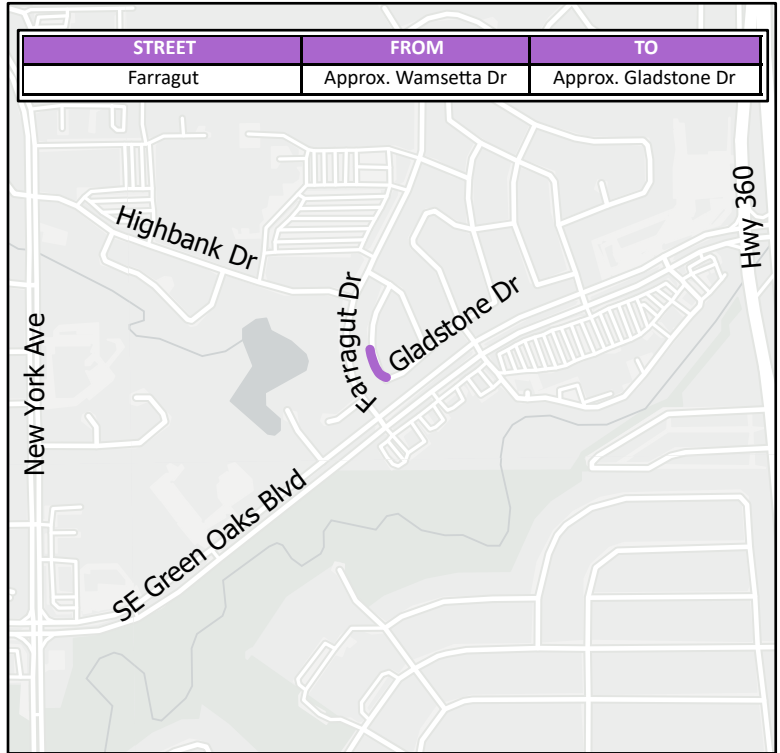 STREET FROM TO
Farragut Approx. Wamsetta Dr Approx. Gladstone Dr
Highbank Dr
Hwy 360
Farragut Dr
Gladstone Dr
New York Ave
SE Green Oaks Blvd